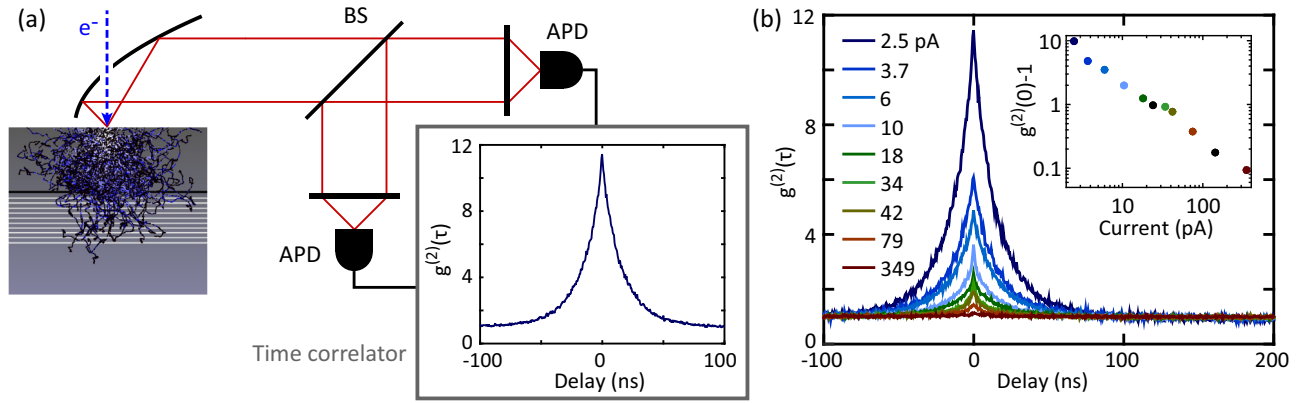 (a)
e-
BS
APD
APD
Time correlator
g(2)(τ)
12
8
4
0
-100
0
100
Delay (ns)
(b)
g(2)(τ)
12
8
4
0
-100
0
100
200
Delay (ns)
2.5 pA
3.7
6
10
18
34
42
79
349
g(2)(0)-1
10
1
0.1
10
100
Current (pA)